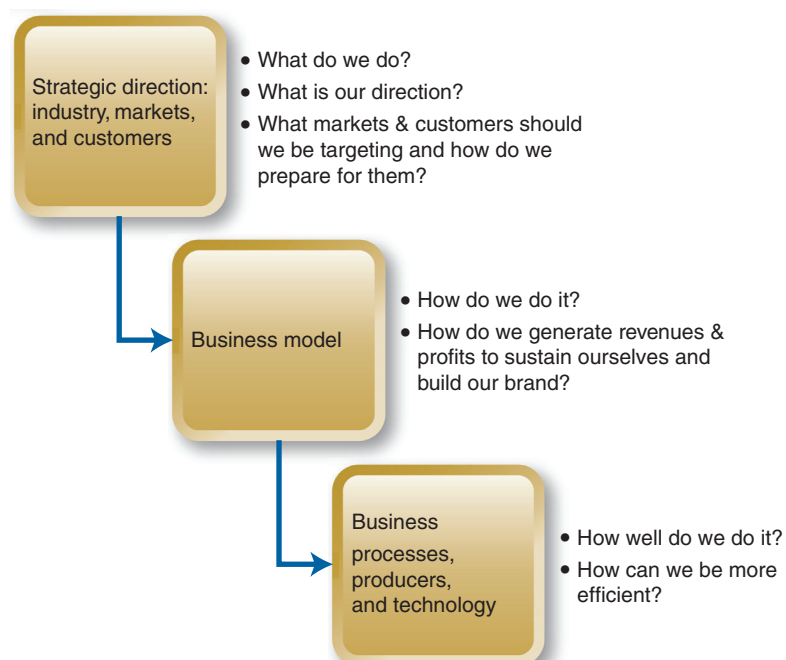 Strategic direction:
industry, markets,
and customers
• What do we do?
• What is our direction?
• What markets & customers should
we be targeting and how do we
prepare for them?
Business model
• How do we do it?
• How do we generate revenues &
profits to sustain ourselves and
build our brand?
Business
processes,
producers,
and technology
• How well do we do it?
• How can we be more
efficient?